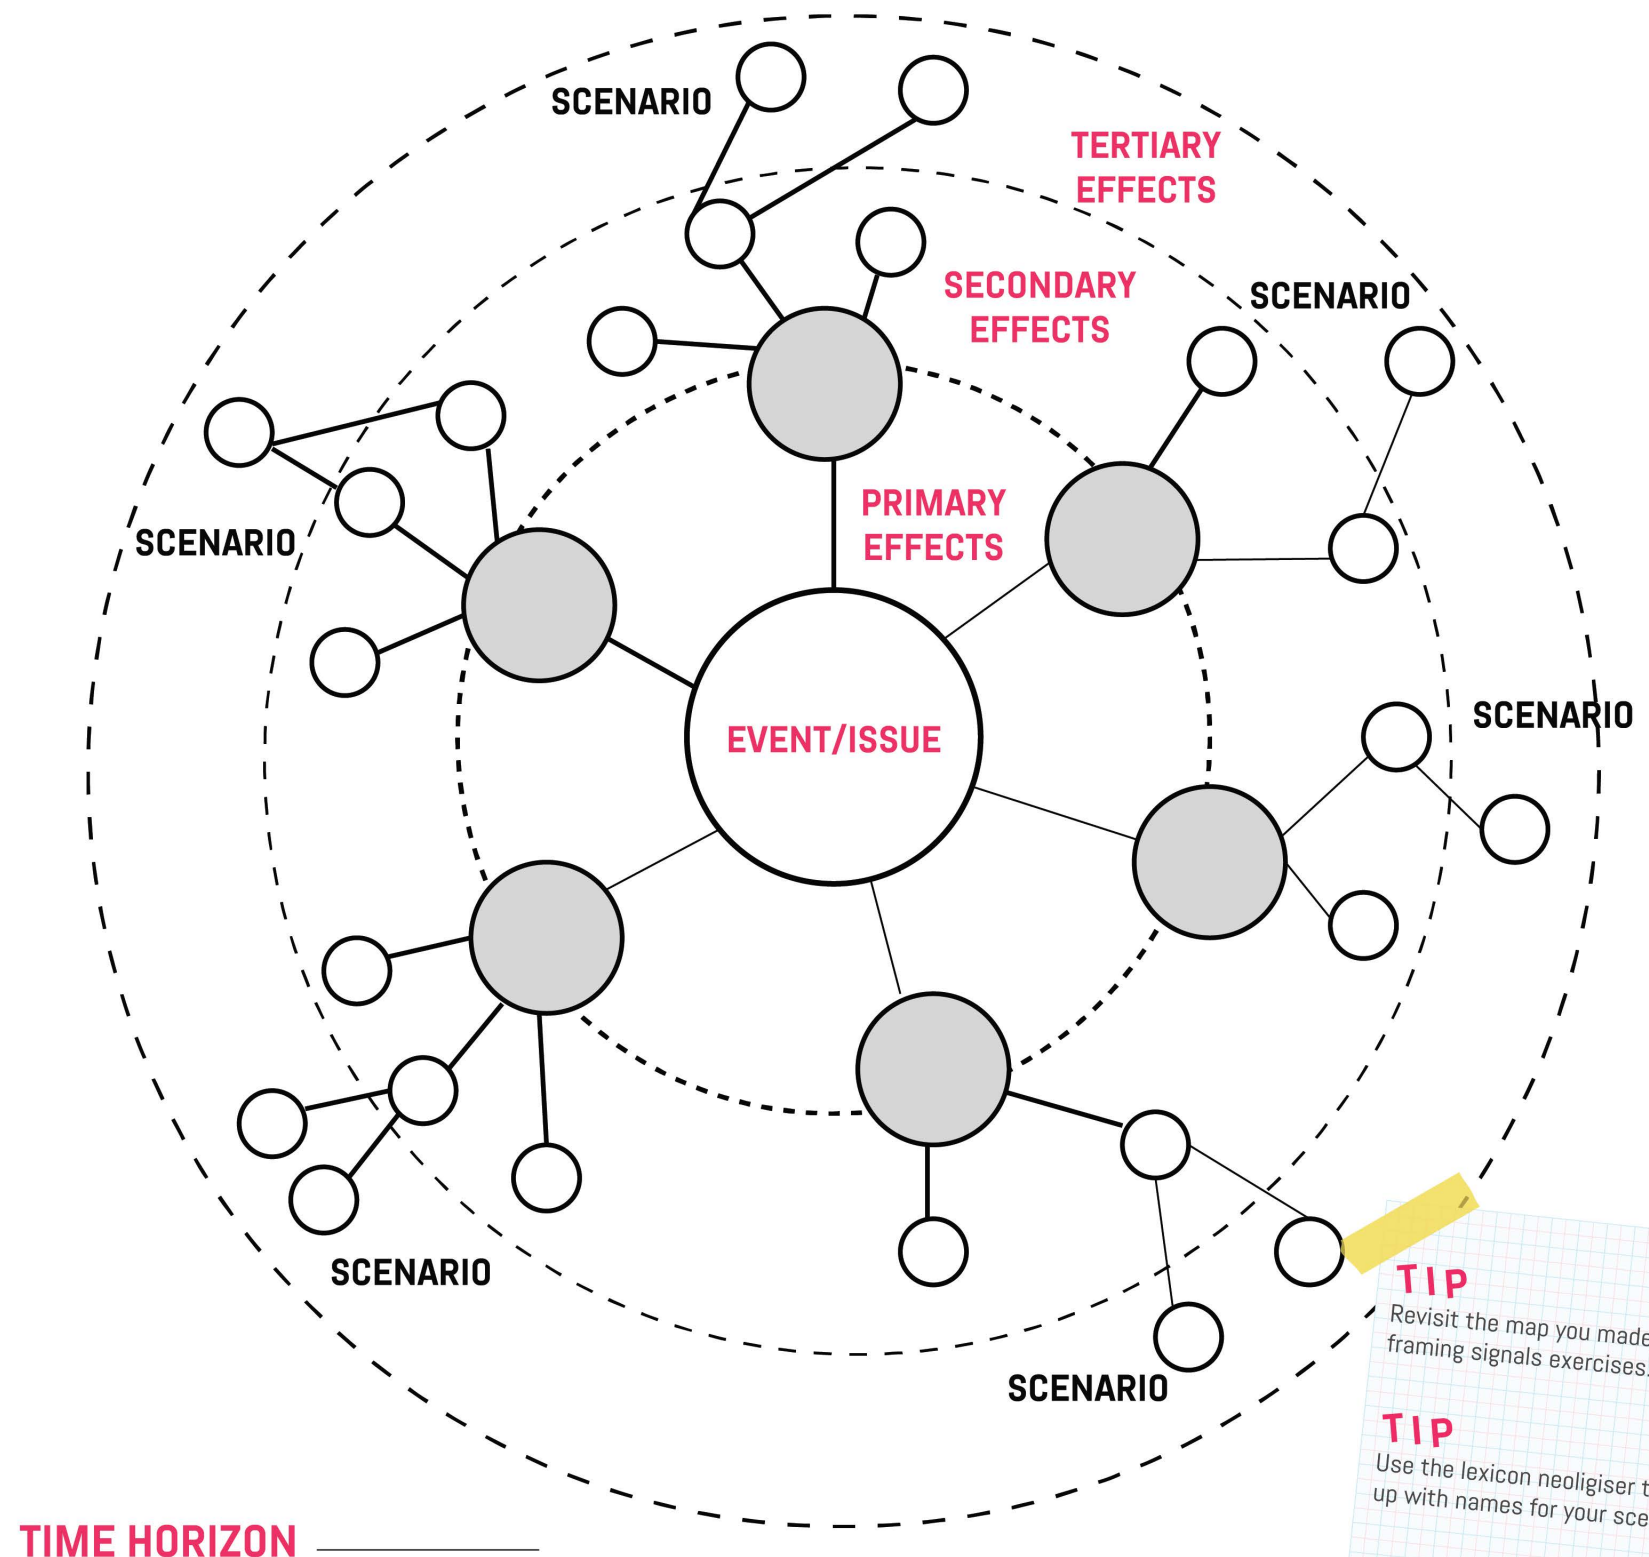 SCENARIO
TERTIARY
EFFECTS
SECONDARY
EFFECTS
SCENARIO
PRIMARY
EFFECTS
SCENARIO
SCENARIO
EVENT/ISSUE
SCENARIO
SCENARIO
TIP
Revisit the map you made
framing signals exercises.
TIP
Use the lexicon neoligiser
up with names for your
TIME HORIZON